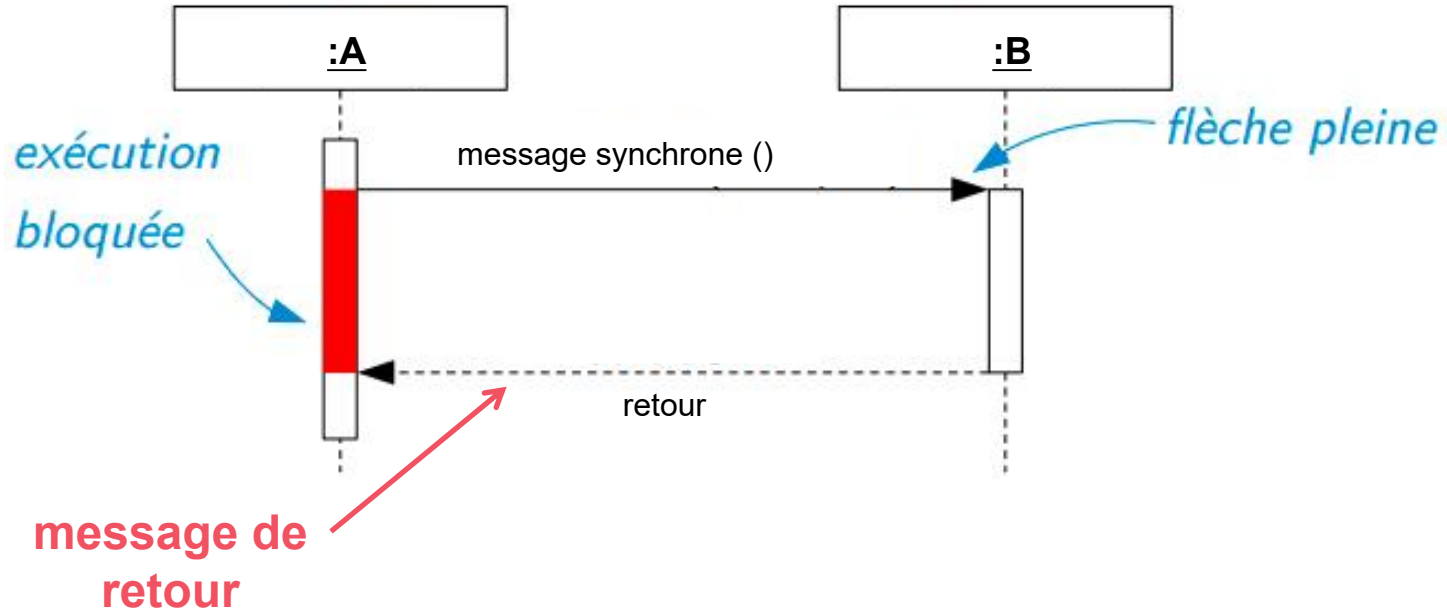 :A
:B
exécution
bloquée
message synchrone ()
flèche pleine
retour
message de
retour